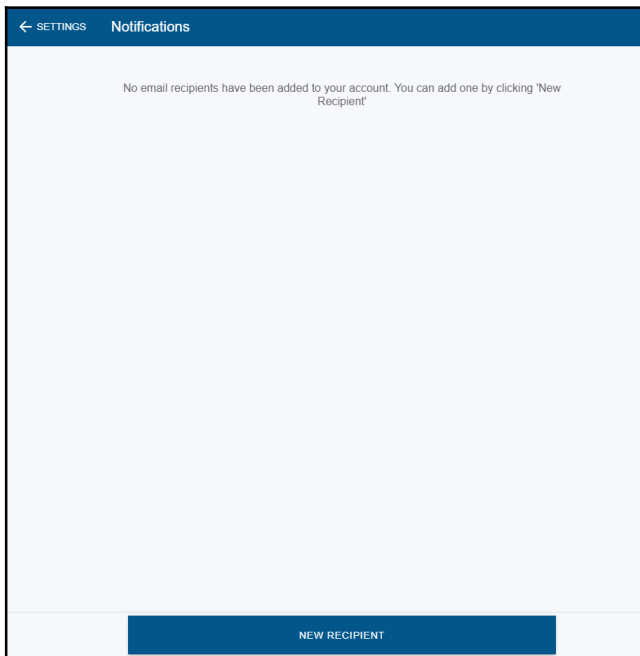 ← SETTINGS Notifications
No email recipients have been added to your account. You can add one by clicking 'New
Recipient'
NEW RECIPIENT